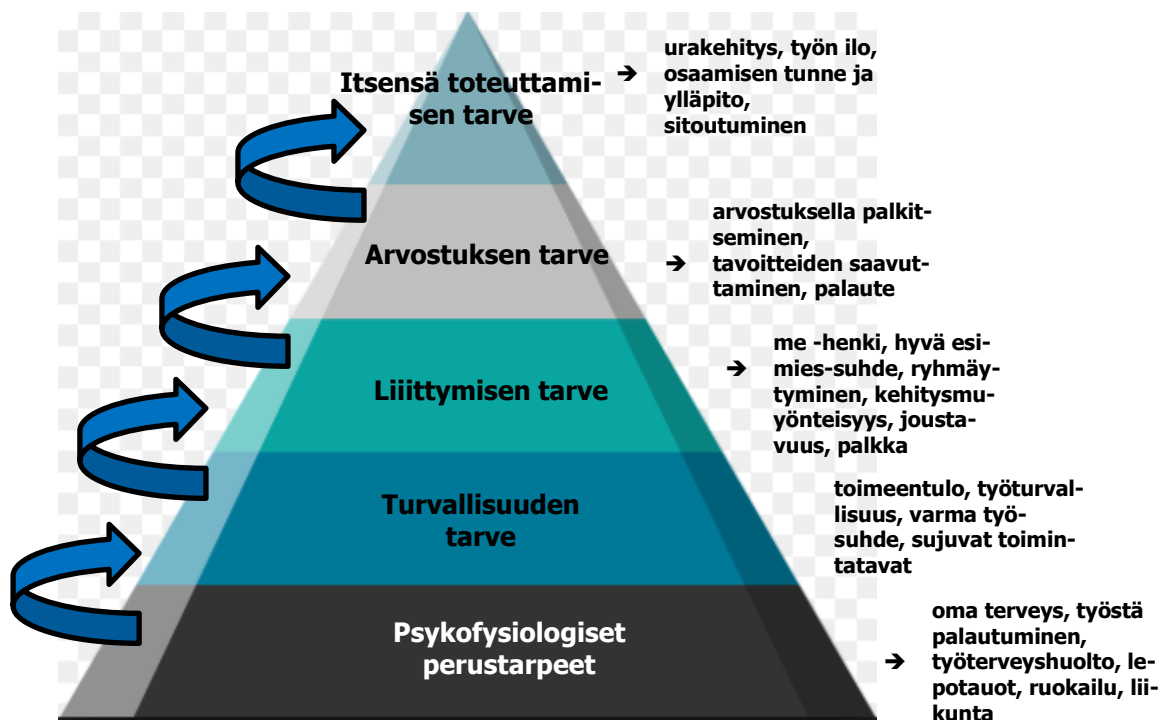 Itsensä toteuttami-
sen tarve
➔
urakehitys, työn ilo,
osaamisen tunne ja
ylläpito,
sitoutuminen
Arvostuksen tarve
➔
arvostuksella palkit-
seminen,
tavoitteiden saavut-
taminen, palaute
Liiittymisen tarve
➔
me -henki, hyvä esi-
mies-suhde, ryhmäy-
tyminen, kehitysmu-
yönteisyys, jousta-
vuus, palkka
Turvallisuuden
tarve
toimeentulo, työturval-
lisuus, varma työ-
suhde, sujuvat toimin-
tatavat
Psykofysiologiset
perustarpeet
➔
oma terveys, työstä
palautuminen,
työterveyshuolto, le-
potauot, ruokailu, lii-
kunta